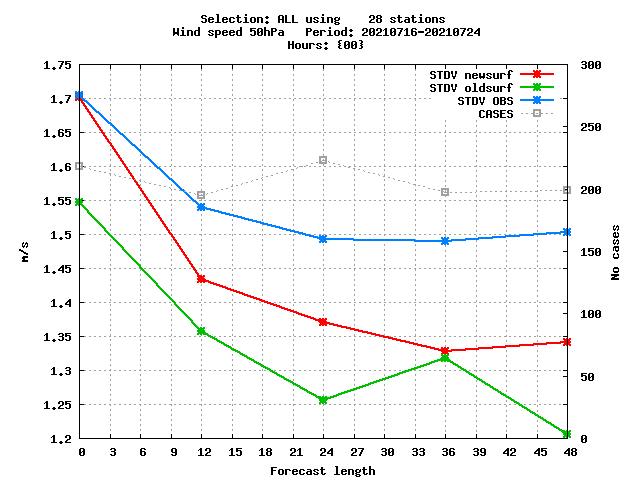 Selection: ALL using    28 stations
Wind speed 50hPa   Period: 20210716-20210724
Hours: {00}
1.75
1.7
1.65
1.6
1.55
1.5
1.45
1.4
1.35
1.3
1.25
1.2
m/s
300
250
200
150
100
50
0
No cases
STDV newsurf
STDV oldsurf
STDV OBS
CASES
0 3 6 9 12 15 18 21 24 27 30 33 36 39 42 45 48
Forecast length